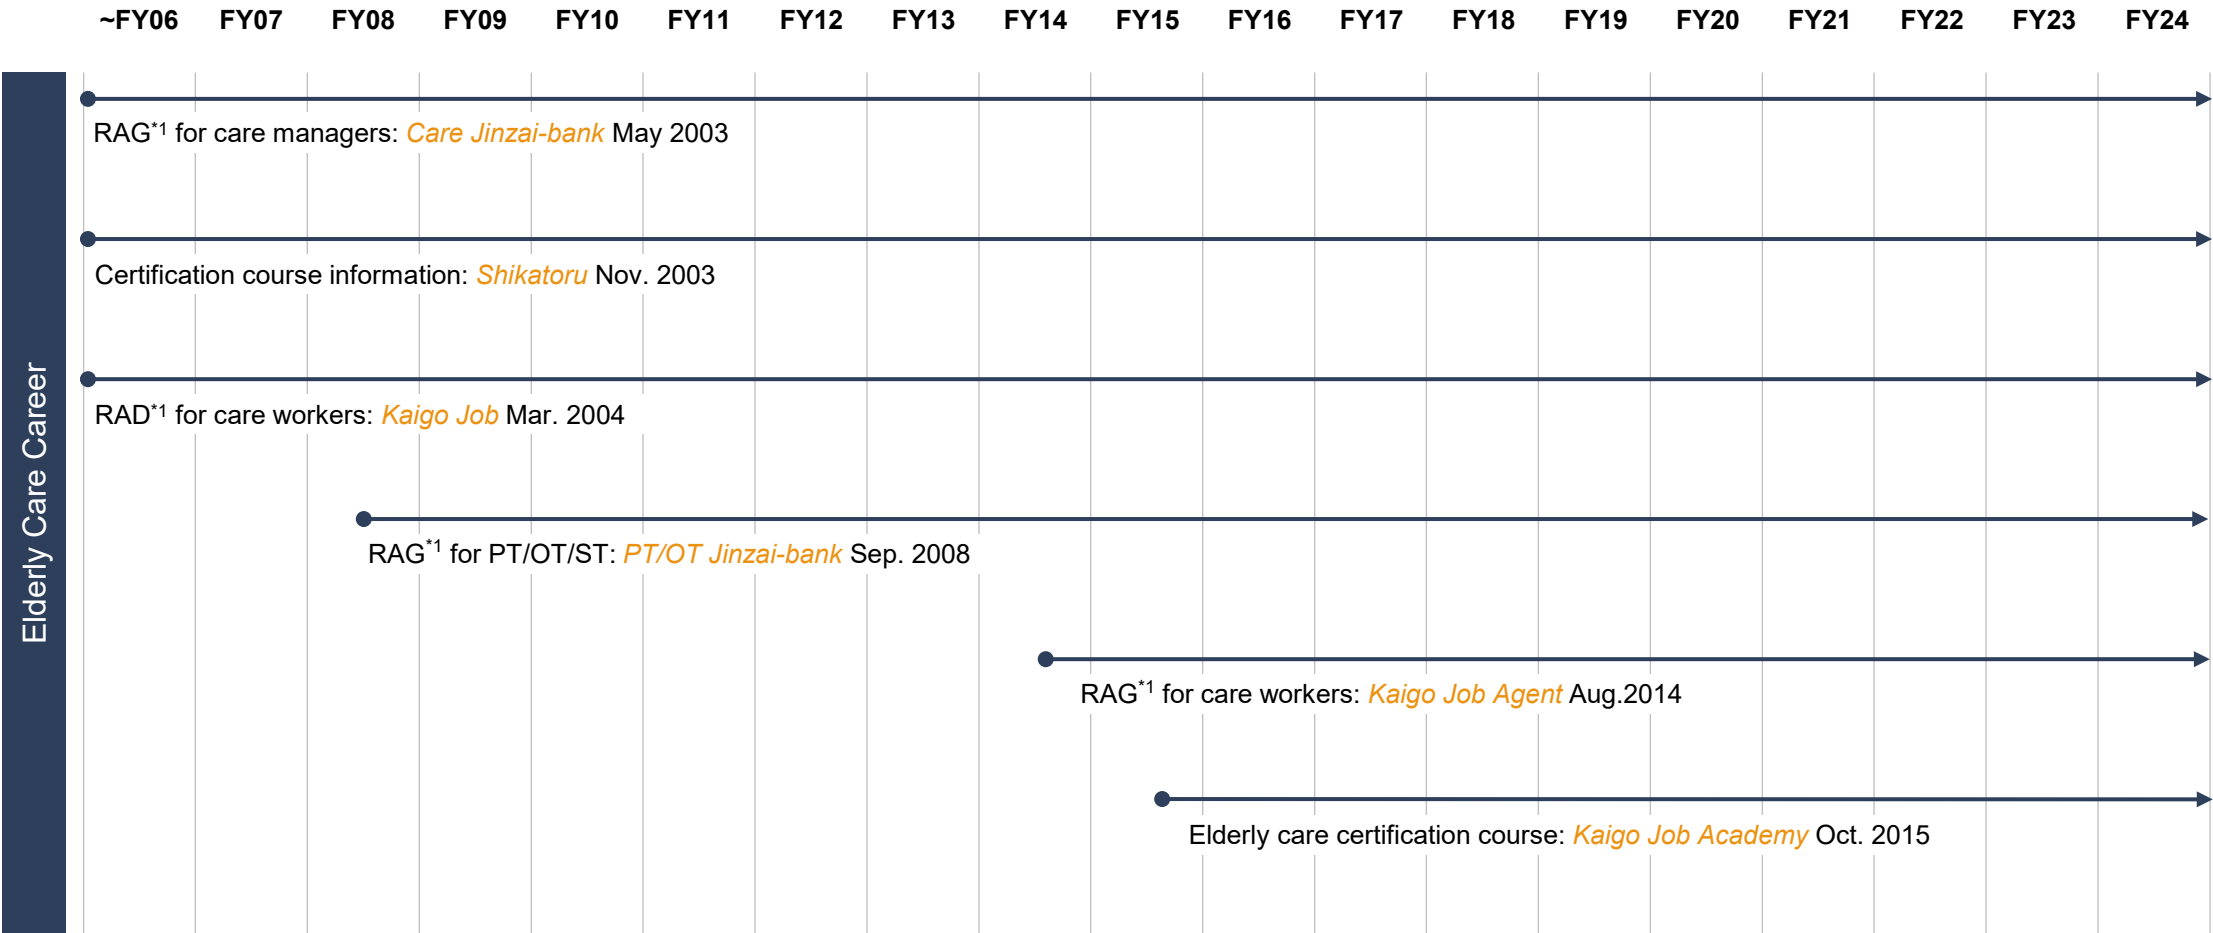 ~FY06 FY07 FY08 FY09 FY10 FY11 FY12 FY13 FY14 FY15 FY16 FY17 FY18 FY19 FY20 FY21 FY22 FY23 FY24
Elderly Care Career
RAG*1 for care managers: Care Jinzai-bank May 2003
Certification course information: Shikatoru Nov. 2003
RAD*1 for care workers: Kaigo Job Mar. 2004
RAG*1 for PT/OT/ST: PT/OT Jinzai-bank Sep. 2008
RAG*1 for care workers: Kaigo Job Agent Aug.2014
Elderly care certification course: Kaigo Job Academy Oct. 2015